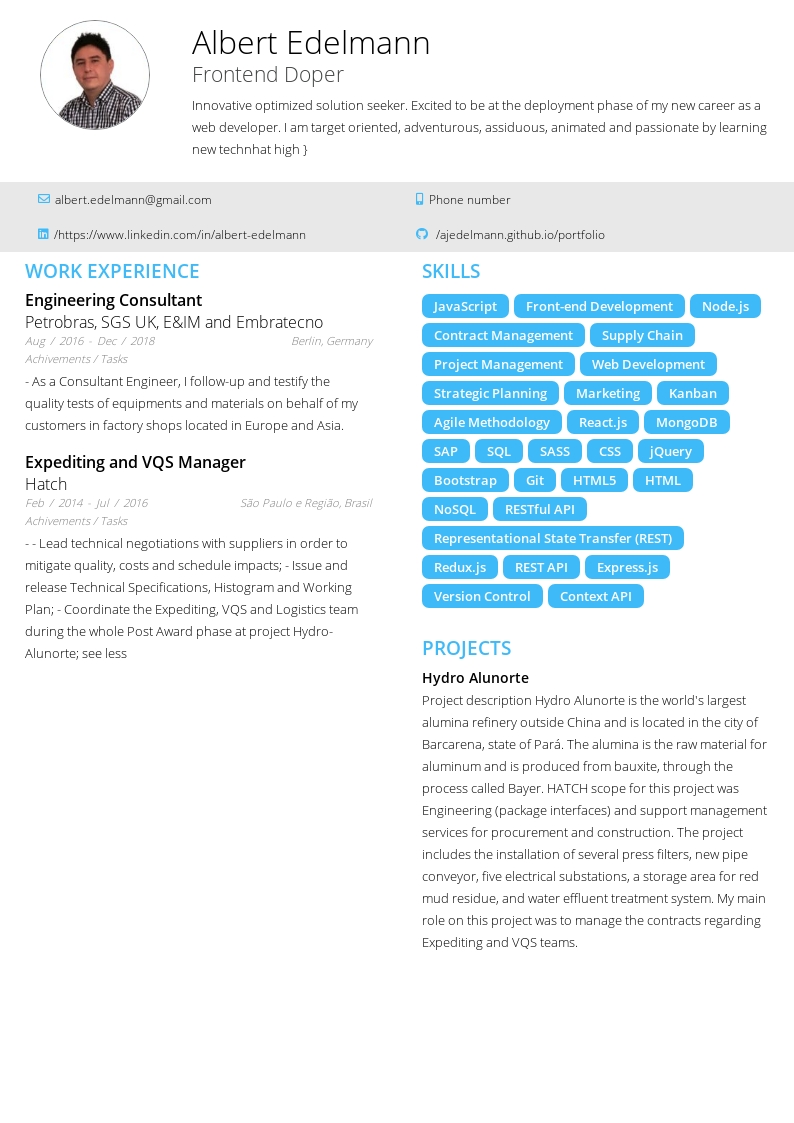 Albert Edelmann
Frontend Doper
Innovative optimized solution seeker. Excited to be at the deployment phase of my new career as a
web developer. I am target oriented, adventurous, assiduous, animated and passionate by learning
new technhat high }
albert.edelmann@gmail.com
Phone number
/https://www.linkedin.com/in/albert-edelmann
/ajedelmann.github.io/portfolio
WORK EXPERIENCE
Engineering Consultant
Petrobras, SGS UK, E&IM and Embratecno
Aug / 2016 - Dec / 2018
Berlin, Germany
Achivements / Tasks
- As a Consultant Engineer, I follow-up and testify the
quality tests of equipments and materials on behalf of my
customers in factory shops located in Europe and Asia.
Expediting and VQS Manager
Hatch
Feb / 2014 - Jul / 2016
São Paulo e Região, Brasil
Achivements / Tasks
- - Lead technical negotiations with suppliers in order to
mitigate quality, costs and schedule impacts; - Issue and
release Technical Specifications, Histogram and Working
Plan; - Coordinate the Expediting, VQS and Logistics team
during the whole Post Award phase at project Hydro-
Alunorte; see less
SKILLS
JavaScript Front-end Development Node.js
Contract Management Supply Chain
Project Management Web Development
Strategic Planning Marketing Kanban
Agile Methodology React.js MongoDB
SAP SQL SASS CSS jQuery
Bootstrap Git HTML5 HTML
NoSQL RESTful API
Representational State Transfer (REST)
Redux.js REST API Express.js
Version Control Context API
PROJECTS
Hydro Alunorte
Project description Hydro Alunorte is the world's largest
alumina refinery outside China and is located in the city of
Barcarena, state of Pará. The alumina is the raw material for
aluminum and is produced from bauxite, through the
process called Bayer. HATCH scope for this project was
Engineering (package interfaces) and support management
services for procurement and construction. The project
includes the installation of several press filters, new pipe
conveyor, five electrical substations, a storage area for red
mud residue, and water effluent treatment system. My main
role on this project was to manage the contracts regarding
Expediting and VQS teams.